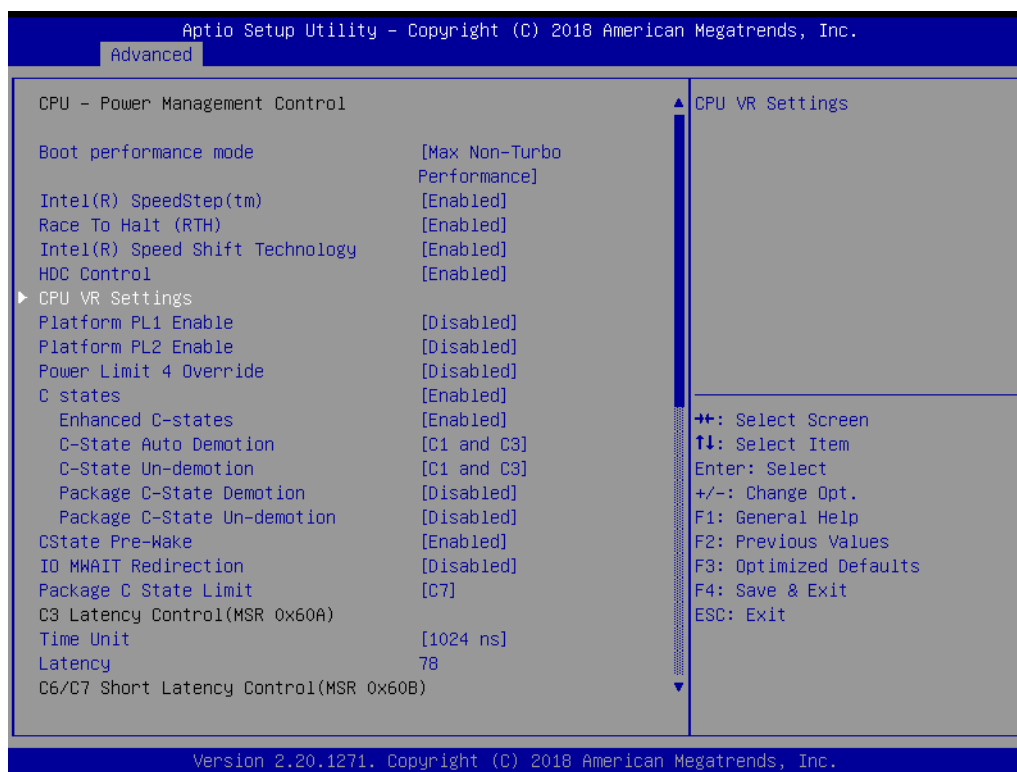 Aptio Setup Utility – Copyright (C) 2018 American Megatrends, Inc.
Advanced
CPU – Power Management Control
Boot performance mode [Max Non-Turbo
Performance]
Intel(R) SpeedStep(tm) [Enabled]
Race To Halt (RTH) [Enabled]
Intel(R) Speed Shift Technology [Enabled]
HDC Control [Enabled]
CPU VR Settings
Platform PL1 Enable [Disabled]
Platform PL2 Enable [Disabled]
Power Limit 4 Override [Disabled]
C states [Enabled]
Enhanced C-states [Enabled]
C-State Auto Demotion [C1 and C3]
C-State Un-demotion [C1 and C3]
Package C-State Demotion [Disabled]
Package C-State Un-demotion [Disabled]
CState Pre-Wake [Enabled]
IO MWAIT Redirection [Disabled]
Package C State Limit [C7]
C3 Latency Control(MSR 0x60A)
Time Unit [1024 ns]
Latency 78
C6/C7 Short Latency Control(MSR 0x60B)
CPU VR Settings
→←: Select Screen
↑↓: Select Item
Enter: Select
+/-: Change Opt.
F1: General Help
F2: Previous Values
F3: Optimized Defaults
F4: Save & Exit
ESC: Exit
Version 2.20.1271. Copyright (C) 2018 American Megatrends, Inc.